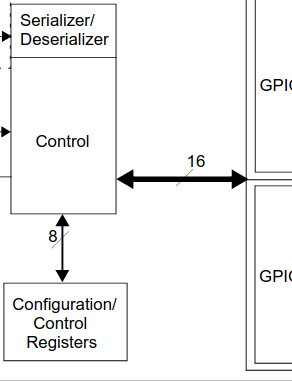 Serializer/
Deserializer
Control
16
8
Configuration/
Control
Registers